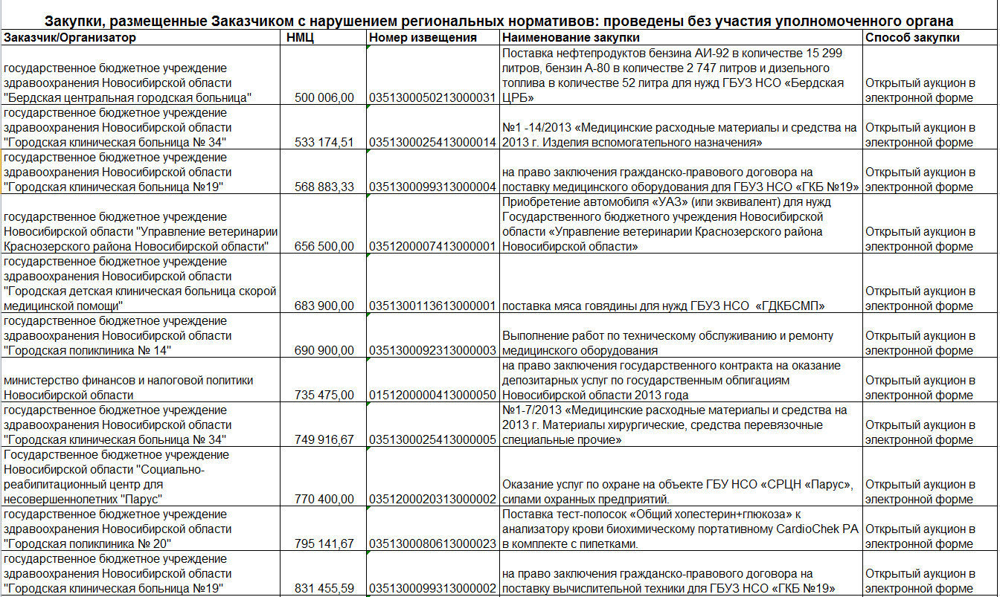 Закупки, размещенные Заказчиком с нарушением региональных нормативов: проведены без участия уполномоченного органа
Заказчик/Организатор НМЦ Номер извещения Наименование закупки Способ закупки
государственное бюджетное учреждение
здравоохранения Новосибирской области
"Бердская центральная городская больница"
500 006,00
0351300050213000031
Поставка нефтепродуктов бензина АИ-92 в количестве 15 299
литров, бензин А-80 в количестве 2 747 литров и дизельного
топлива в количестве 52 литра для нужд ГБУЗ НСО «Бердская
ЦРБ»
Открытый аукцион в
электронной форме
государственное бюджетное учреждение
здравоохранения Новосибирской области
"Городская клиническая больница № 34"
533 174,51
0351300025413000014
№1 -14/2013 «Медицинские расходные материалы и средства на
2013 г. Изделия вспомогательного назначения»
Открытый аукцион в
электронной форме
государственное бюджетное учреждение
здравоохранения Новосибирской области
"Городская клиническая больница №19"
568 883,33
0351300099313000004
на право заключения гражданско-правового договора на
поставку медицинского оборудования для ГБУЗ НСО «ГКБ №19»
Открытый аукцион в
электронной форме
государственное бюджетное учреждение
Новосибирской области "Управление ветеринарии
Краснозерского района Новосибирской области"
656 500,00
0351200007413000001
Приобретение автомобиля «УАЗ» (или эквивалент) для нужд
Государственного бюджетного учреждения Новосибирской
области «Управление ветеринарии Краснозерского района
Новосибирской области»
Открытый аукцион в
электронной форме
государственное бюджетное учреждение
здравоохранения Новосибирской области
"Городская детская клиническая больница скорой
медицинской помощи"
683 900,00
0351300113613000001
поставка мяса говядины для нужд ГБУЗ НСО «ГДКБСМП»
Открытый аукцион в
электронной форме
государственное бюджетное учреждение
здравоохранения Новосибирской области
"Городская поликлиника № 14"
690 900,00
0351300092313000003
Выполнение работ по техническому обслуживанию и ремонту
медицинского оборудования
Открытый аукцион в
электронной форме
министерство финансов и налоговой политики
Новосибирской области
735 475,00
0151200000413000050
на право заключения государственного контракта на оказание
депозитарных услуг по государственным облигациям
Новосибирской области 2013 года
Открытый аукцион в
электронной форме
государственное бюджетное учреждение
здравоохранения Новосибирской области
"Городская клиническая больница № 34"
749 916,67
0351300025413000005
№1-7/2013 «Медицинские расходные материалы и средства на
2013 г. Материалы хирургические, средства перевязочные
специальные прочие»
Открытый аукцион в
электронной форме
Государственное бюджетное учреждение
Новосибирской области "Социально-
реабилитационный центр для
несовершеннолетних "Парус"
770 400,00
0351200020313000002
Оказание услуг по охране на объекте ГБУ НСО «СРЦН «Парус»,
силами охранных предприятий.
Открытый аукцион в
электронной форме
государственное бюджетное учреждение
здравоохранения Новосибирской области
"Городская поликлиника № 20"
795 141,67
0351300080613000023
Поставка тест-полосок «Общий холестерин+глюкоза» к
анализатору крови биохимическому портативному CardioChek PA
в комплекте с пипетками.
Открытый аукцион в
электронной форме
государственное бюджетное учреждение
здравоохранения Новосибирской области
"Городская клиническая больница №19"
831 455,59
0351300099313000002
на право заключения гражданско-правового договора на
поставку вычислительной техники для ГБУЗ НСО «ГКБ №19»
Открытый аукцион в
электронной форме